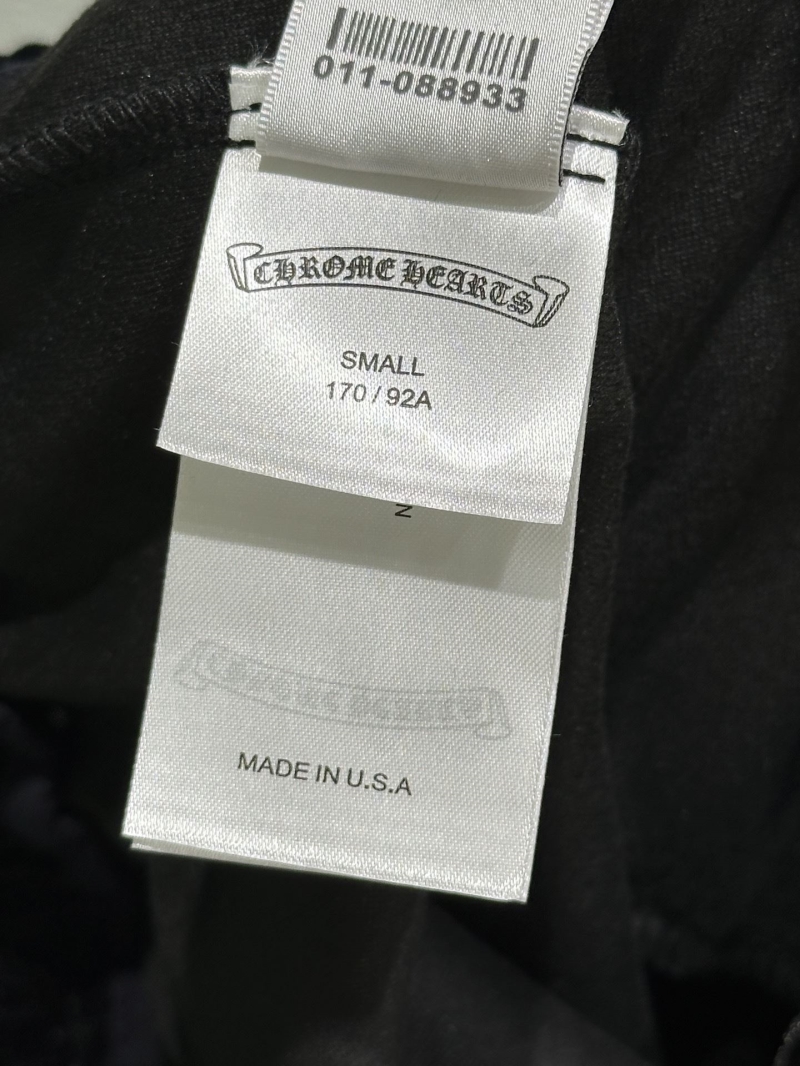 011-088933
CHROME HEARTS
SMALL
170 / 92A
N
MADE IN U.S.A